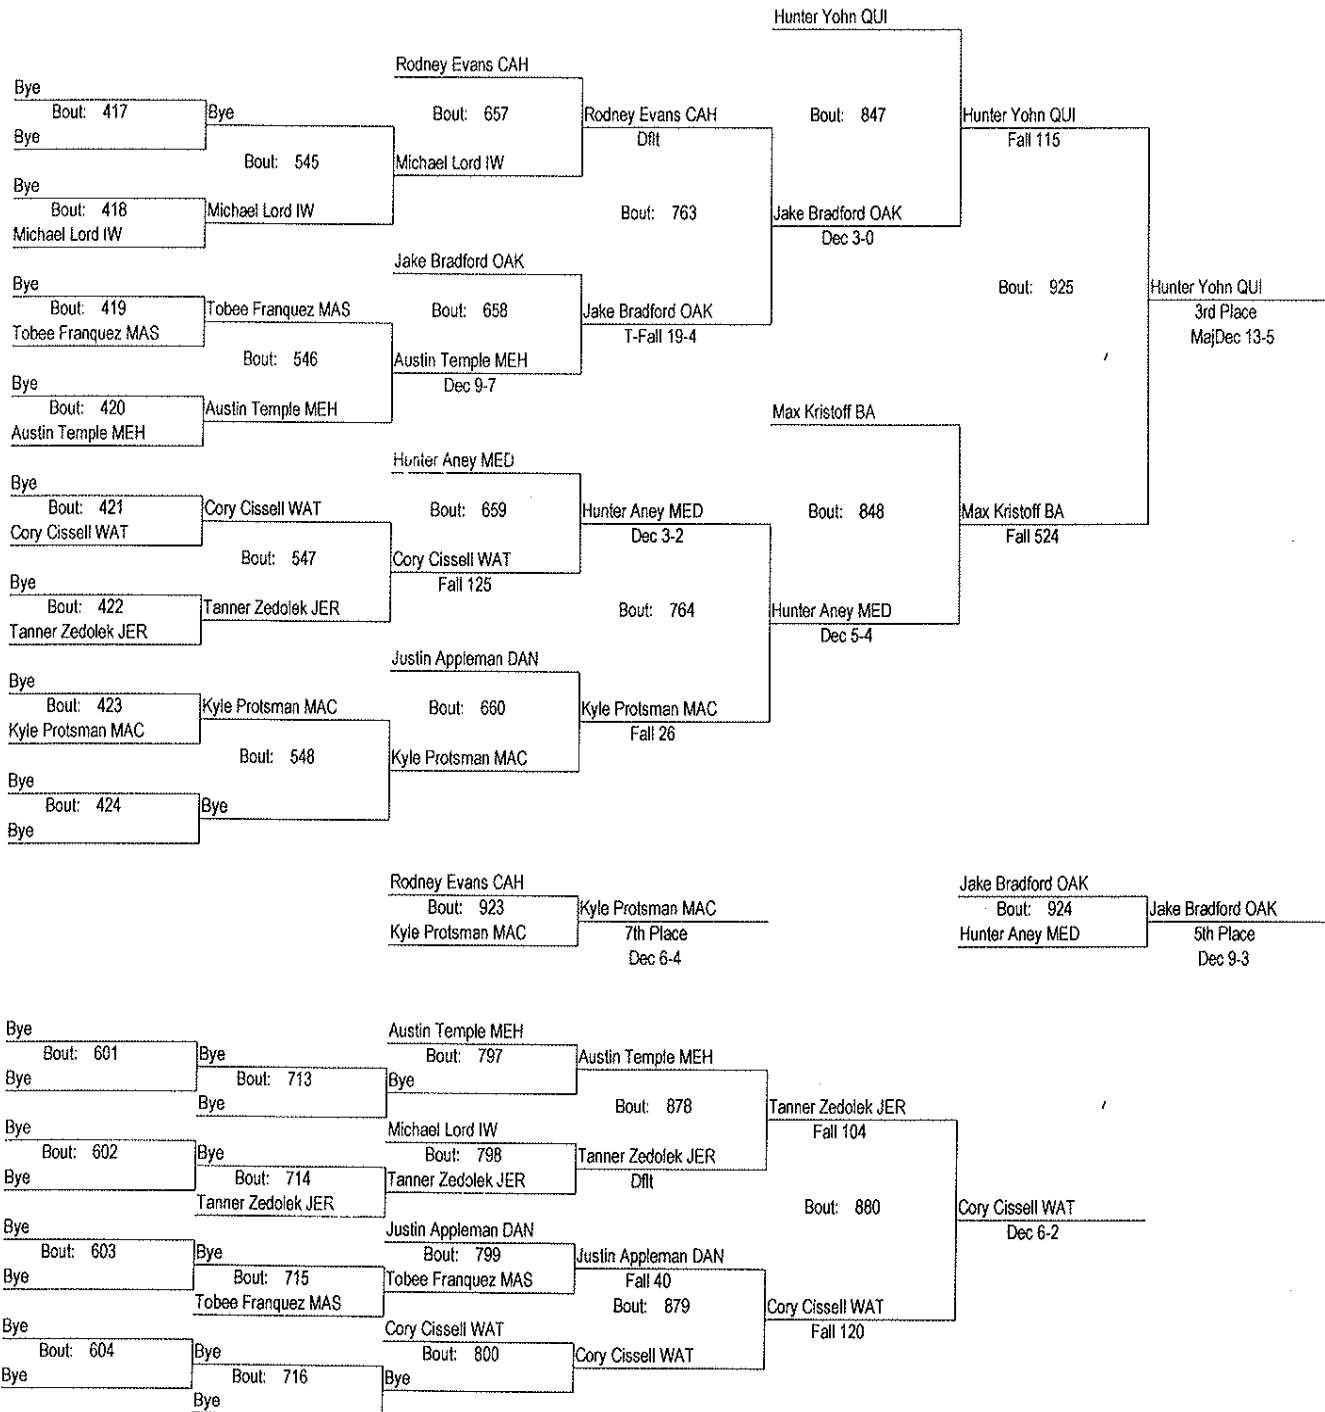 Hunter Yohn QUI
Rodney Evans CAH
Bye
Bout: 417
Bye
Bout: 657
Rodney Evans CAH
Bout: 847
Hunter Yohn QUI
Bye
Dflt
Fall 115
Bout: 545
Michael Lord IW
Bye
Bout: 418
Michael Lord IW
Bout: 763
Jake Bradford OAK
Michael Lord IW
Dec 3-0
Jake Bradford OAK
Bye
Bout: 419
Tobee Franquez MAS
Bout: 658
Jake Bradford OAK
Bout: 925
Hunter Yohn QUI
Tobee Franquez MAS
T-Fall 19-4
3rd Place
Bout: 546
Austin Temple MEH
MajDec 13-5
Bye
Dec 9-7
Bout: 420
Austin Temple MEH
Max Kristoff BA
Austin Temple MEH
Hunter Aney MED
Bye
Bout: 421
Cory Cissell WAT
Bout: 659
Hunter Aney MED
Bout: 848
Max Kristoff BA
Cory Cissell WAT
Dec 3-2
Fall 524
Bout: 547
Cory Cissell WAT
Bye
Fall 125
Bout: 422
Tanner Zedolek JER
Bout: 764
Hunter Aney MED
Tanner Zedolek JER
Dec 5-4
Justin Appleman DAN
Bye
Bout: 423
Kyle Protsman MAC
Bout: 660
Kyle Protsman MAC
Kyle Protsman MAC
Fall 26
Bout: 548
Kyle Protsman MAC
Bye
Bout: 424
Bye
Bye
Rodney Evans CAH
Jake Bradford OAK
Bout: 923
Kyle Protsman MAC
Bout: 924
Jake Bradford OAK
Kyle Protsman MAC
7th Place
Hunter Aney MED
5th Place
Dec 6-4
Dec 9-3
Bye
Austin Temple MEH
Bout: 601
Bye
Bout: 797
Austin Temple MEH
Bye
Bout: 713
Bye
Bye
Bout: 878
Tanner Zedolek JER
Bye
Michael Lord IW
Fall 104
Bout: 602
Bye
Bout: 798
Tanner Zedolek JER
Bye
Bout: 714
Tanner Zedolek JER
Dflt
Tanner Zedolek JER
Bout: 880
Cory Cissell WAT
Bye
Justin Appleman DAN
Dec 6-2
Bout: 603
Bye
Bout: 799
Justin Appleman DAN
Bye
Bout: 715
Tobee Franquez MAS
Fall 40
Tobee Franquez MAS
Bout: 879
Cory Cissell WAT
Bye
Cory Cissell WAT
Fall 120
Bout: 604
Bye
Bout: 800
Cory Cissell WAT
Bye
Bout: 716
Bye
Bye